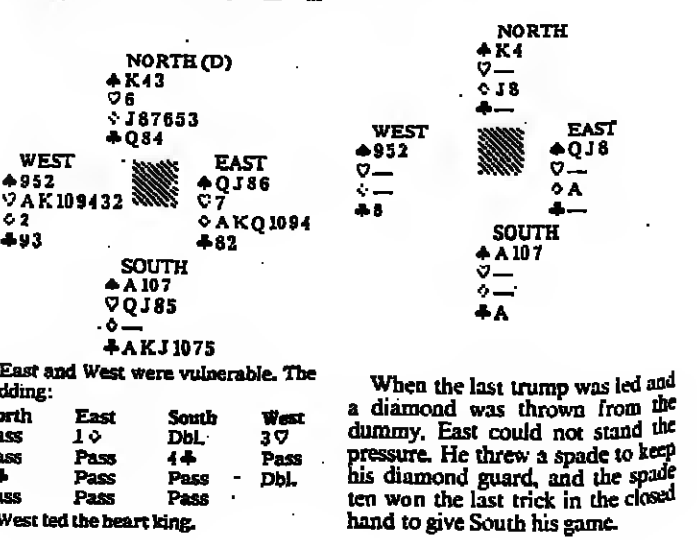 NORTH (D)
♠K43
♡6
◇J87653
♣Q84
WEST
♠952
♡AK109432
◇2
♣93
EAST
♠QJ86
♡7
◇AKQ1094
♣82
SOUTH
♠A107
♡QJ85
◇—
♣AKJ1075
East and West were vulnerable. The
dding:
orth East South West
ass 1◇ Dbl. 3♡
ass Pass 4♣ Pass
♣ Pass Pass Dbl.
ass Pass Pass
West led the heart king.
NORTH
♠K4
♡—
◇J8
♣—
WEST
♠952
♡—
◇—
♣8
EAST
♠QJ8
♡—
◇A
♣—
SOUTH
♠A107
♡—
◇—
♣A
When the last trump was led and
a diamond was thrown from the
dummy, East could not stand the
pressure. He threw a spade to keep
his diamond guard, and the spade
ten won the last trick in the closed
hand to give South his game.